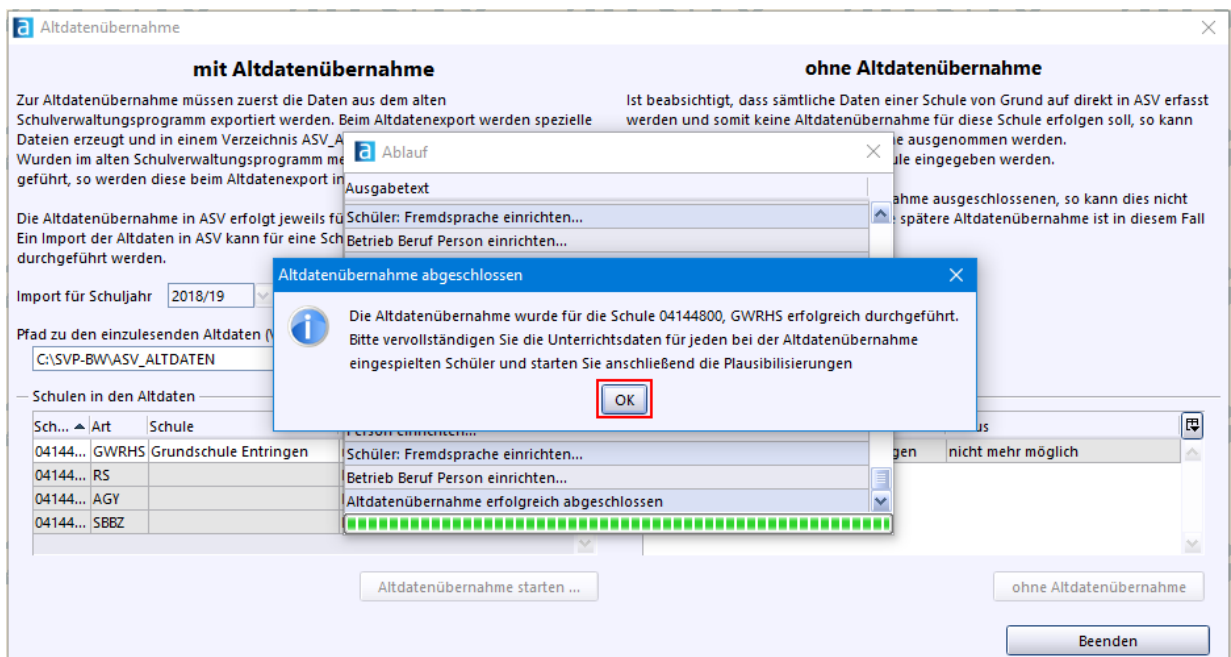 Altdatenübernahme
mit Altdatenübernahme
Zur Altdatenübernahme müssen zuerst die Daten aus dem alten
Schulverwaltungsprogramm exportiert werden. Beim Altdatenexport werden spezielle
Dateien erzeugt und in einem Verzeichnis ASV_A
Wurden im alten Schulverwaltungsprogramm me
geführt, so werden diese beim Altdatenexport in
Die Altdatenübernahme in ASV erfolgt jeweils fü
Ein Import der Altdaten in ASV kann für eine Sch
durchgeführt werden.
Import für Schuljahr 2018/19
Pfad zu den einzulesenden Altdaten (
C:\SVP-BW\ASV_ALTDATEN
Schulen in den Altdaten
Sch... Art Schule
04144... GWRHS Grundschule Entringen
04144... RS
04144... AGY
04144... SBBZ
Altdatenübernahme starten ...
ohne Altdatenübernahme
Ist beabsichtigt, dass sämtliche Daten einer Schule von Grund auf direkt in ASV erfasst
werden und somit keine Altdatenübernahme für diese Schule erfolgen soll, so kann
e ausgenommen werden.
ule eingegeben werden.
ahme ausgeschlossenen, so kann dies nicht
spätere Altdatenübernahme ist in diesem Fall
us
gen nicht mehr möglich
ohne Altdatenübernahme
Beenden
Ablauf
Ausgabetext
Schüler: Fremdsprache einrichten...
Betrieb Beruf Person einrichten...
Person einrichten...
Schüler: Fremdsprache einrichten...
Betrieb Beruf Person einrichten...
Altdatenübernahme erfolgreich abgeschlossen
Altdatenübernahme abgeschlossen
Die Altdatenübernahme wurde für die Schule 04144800, GWRHS erfolgreich durchgeführt.
Bitte vervollständigen Sie die Unterrichtsdaten für jeden bei der Altdatenübernahme
eingespielten Schüler und starten Sie anschließend die Plausibilisierungen
OK